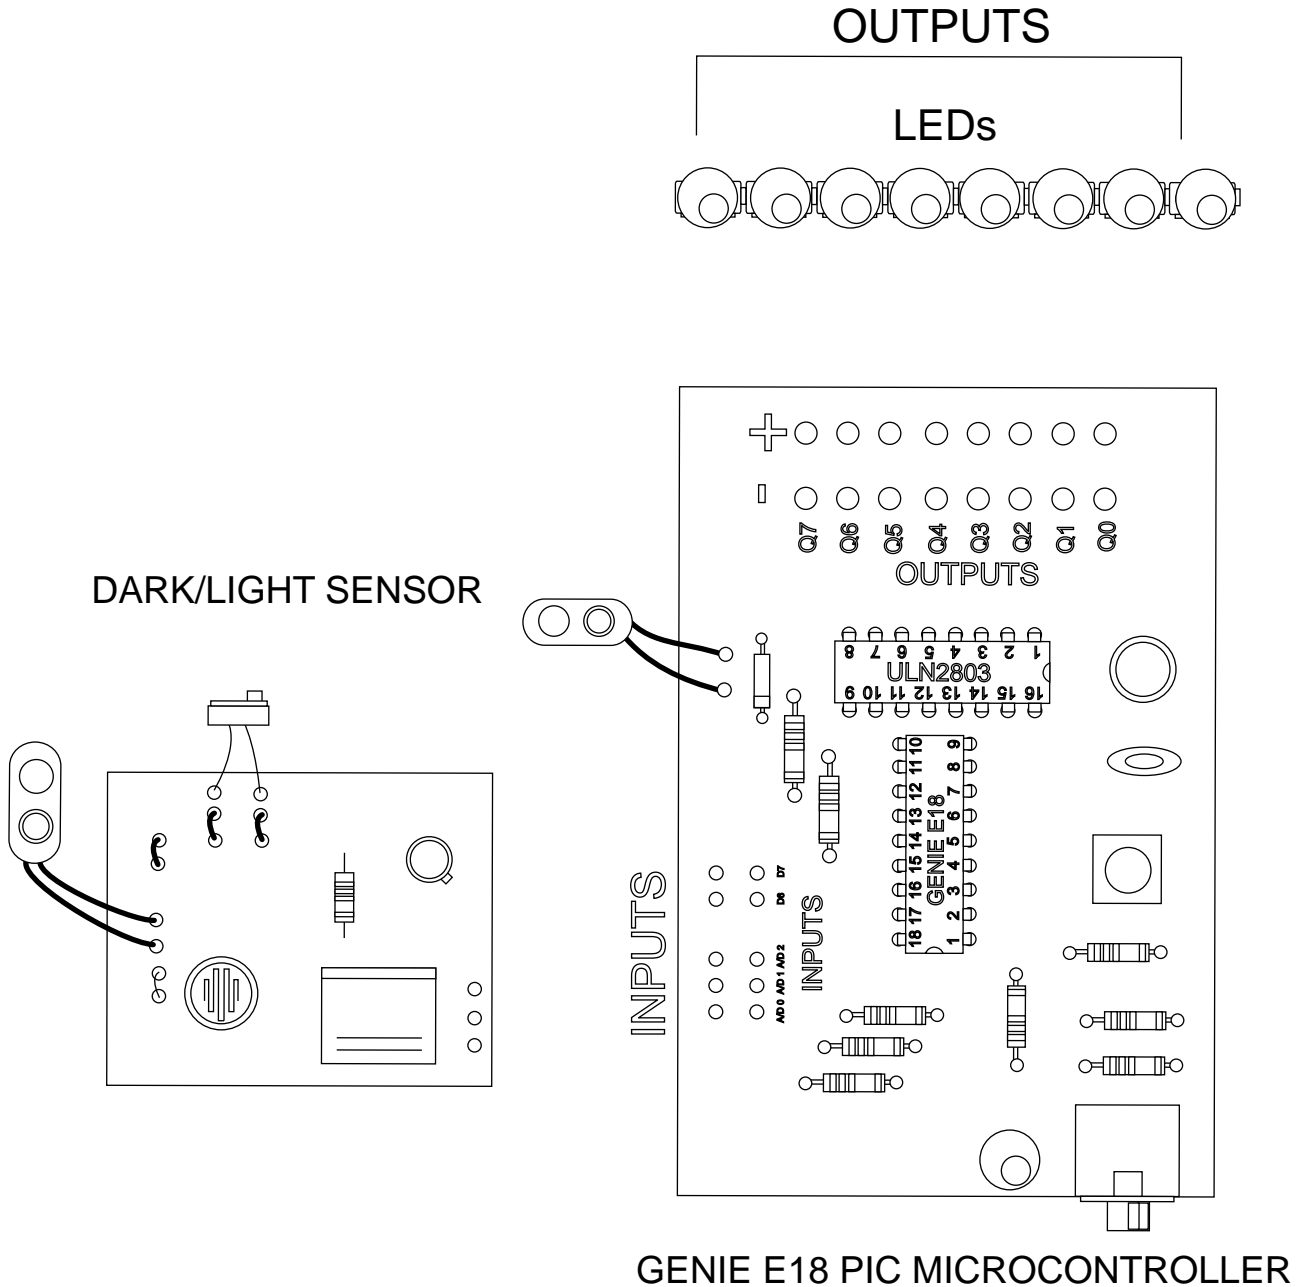 OUTPUTS
LEDs
+
-
Q7 Q6 Q5 Q4 Q3 Q2 Q1 Q0
OUTPUTS
DARK/LIGHT SENSOR
8 7 6 5 4 3 2 1
ULN2803
9 10 11 12 13 14 15 16
10 9
11 8
12 7
13 6
14 5
15 4
16 3
17 2
18 1
GENIE E18
INPUTS
D7
D6
A/D 2
A/D 1
A/D 0
INPUTS
GENIE E18 PIC MICROCONTROLLER